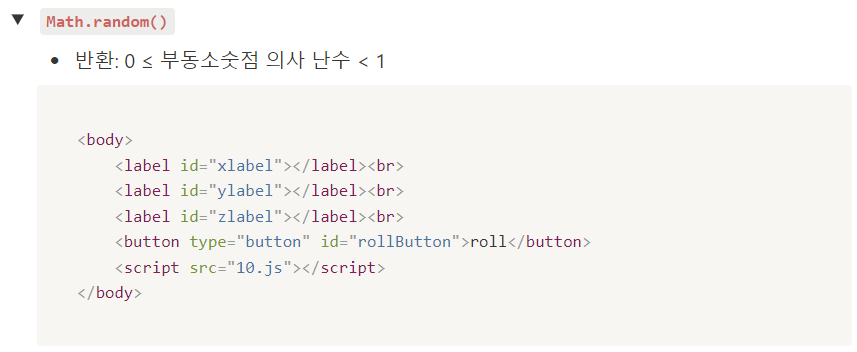 Math.random()
반환: 0 ≤ 부동소숫점 의사 난수 < 1
<body>
    <label id="xlabel"></label><br>
    <label id="ylabel"></label><br>
    <label id="zlabel"></label><br>
    <button type="button" id="rollButton">roll</button>
    <script src="10.js"></script>
</body>